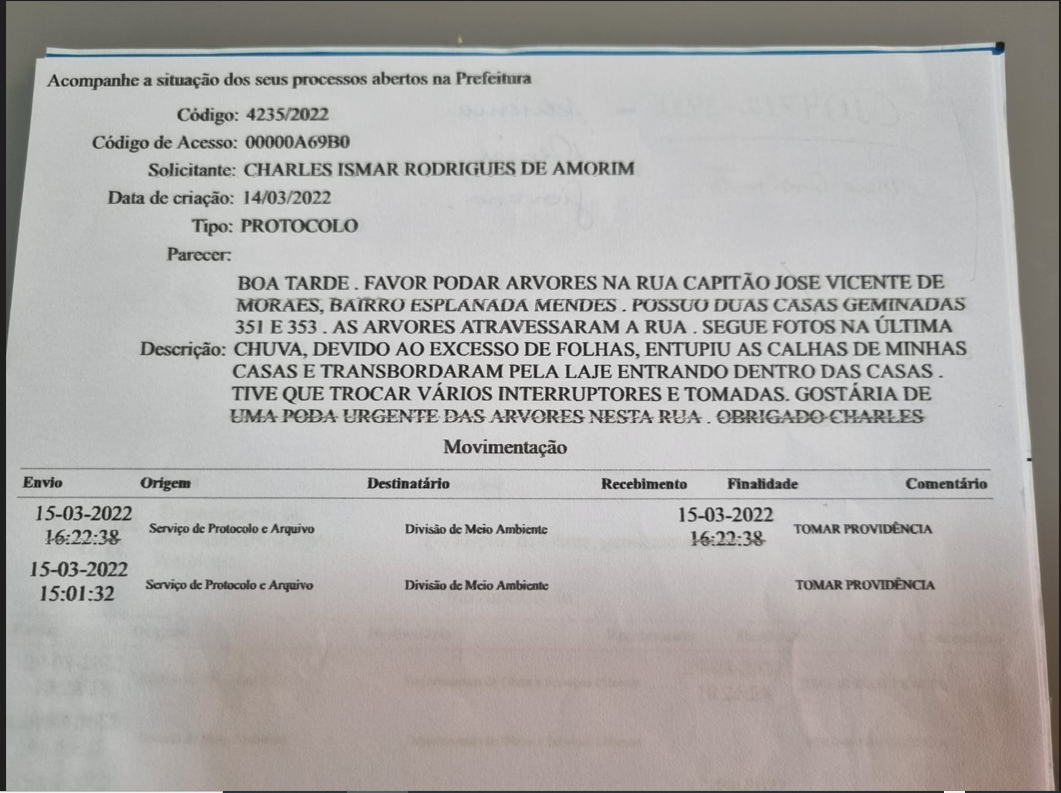 Acompanhe a situação dos seus processos abertos na Prefeitura
Código: 4235/2022
Código de Acesso: 00000A69B0
Solicitante: CHARLES ISMAR RODRIGUES DE AMORIM
Data de criação: 14/03/2022
Tipo: PROTOCOLO
Parecer:
BOA TARDE . FAVOR PODAR ARVORES NA RUA CAPITÃO JOSE VICENTE DE
MORAES, BAIRRO ESPLANADA MENDES . POSSUO DUAS CASAS GEMINADAS
351 E 353 . AS ARVORES ATRAVESSARAM A RUA . SEGUE FOTOS NA ÚLTIMA
Descrição: CHUVA, DEVIDO AO EXCESSO DE FOLHAS, ENTUPIU AS CALHAS DE MINHAS
CASAS E TRANSBORDARAM PELA LAJE ENTRANDO DENTRO DAS CASAS .
TIVE QUE TROCAR VÁRIOS INTERRUPTORES E TOMADAS. GOSTÁRIA DE
UMA PODA URGENTE DAS ARVORES NESTA RUA . OBRIGADO CHARLES
Movimentação
Envio Origem Destinatário Recebimento Finalidade Comentário
15-03-2022 15-03-2022
16:22:38 Serviço de Protocolo e Arquivo Divisão de Meio Ambiente 16:22:38 TOMAR PROVIDÊNCIA
15-03-2022
15:01:32 Serviço de Protocolo e Arquivo Divisão de Meio Ambiente TOMAR PROVIDÊNCIA